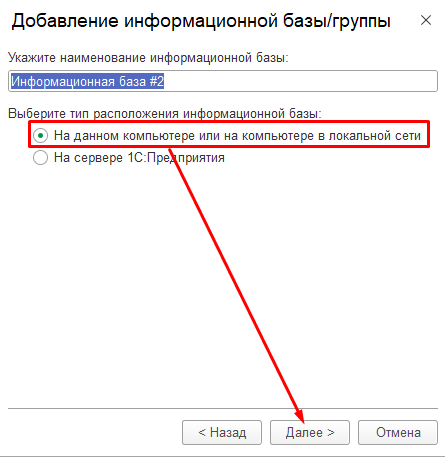 Добавление информационной базы/группы
Укажите наименование информационной базы:
Информационная база #2
Выберите тип расположения информационной базы:
На данном компьютере или на компьютере в локальной сети
На сервере 1С:Предприятия
< Назад
Далее >
Отмена